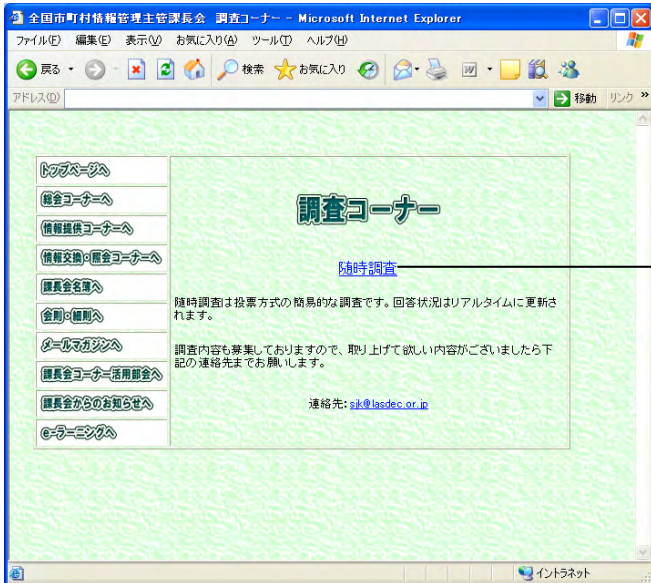 全国市町村情報管理主管課長会 調査コーナー - Microsoft Internet Explorer
ファイル(F) 編集(E) 表示(V) お気に入り(A) ツール(T) ヘルプ(H)
戻る 検索 お気に入り
アドレス(D) 移動 リンク »
トップページへ
総会コーナーへ
情報提供コーナーへ
情報交換・照会コーナーへ
課長会名簿へ
会則・細則へ
メールマガジンへ
課長会コーナー活用部会へ
課長会からのお知らせへ
e-ラーニングへ
調査コーナー
随時調査
随時調査は投票方式の簡易的な調査です。回答状況はリアルタイムに更新さ
れます。
調査内容も募集しておりますので、取り上げて欲しい内容がございましたら下
記の連絡先までお願いします。
連絡先: sjk@lasdec.or.jp
イントラネット